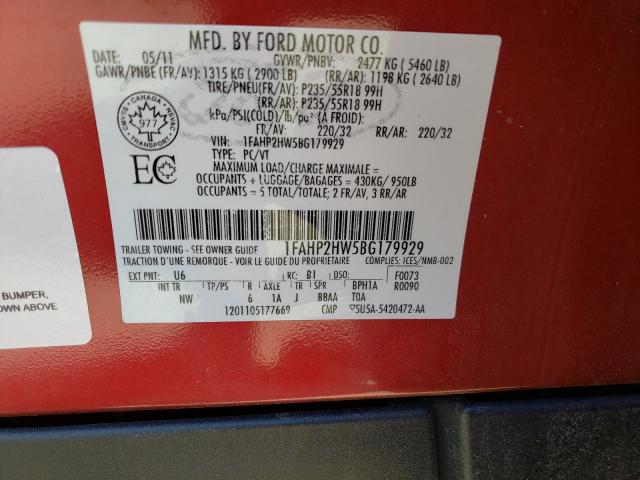 MFD. BY FORD MOTOR CO.
DATE: 05/11 GVWR/PNBV: 2477 KG ( 5460 LB)
GAWR/PNBE (FR/AV): 1315 KG ( 2900 LB) (RR/AR): 1198 KG ( 2640 LB)
TIRE/PNEU(FR/AV): P235/55R18 99H
(RR/AR): P235/55R18 99H
kPa/PSI(COLD)/lb/po² (A FROID):
FR/AV: 220/32 RR/AR: 220/32
VIN: 1FAHP2HW5BG179929
TYPE: PC/VT
MAXIMUM LOAD/CHARGE MAXIMALE =
OCCUPANTS + LUGGAGE/BAGAGES = 430KG/ 950LB
OCCUPANTS = 5 TOTAL/TOTALE: 2 FR/AV, 3 RR/AR
CANADA
977
TRANSPORT
EC
1FAHP2HW5BG179929
TRAILER TOWING - SEE OWNER GUIDE
TRACTION D'UNE REMORQUE - VOIR GUIDE DU PROPRIETAIRE COMPLIES: ICES/NMB-002
EXT PNT: U6 RC: B1 DSO: F0073
INT TR TP/PS R AXLE TR SPR BPH1A R0090
NW 6 1A J BBAA T0A
1201105177669 CMP 5U5A-5420472-AA
BUMPER,
OWN ABOVE